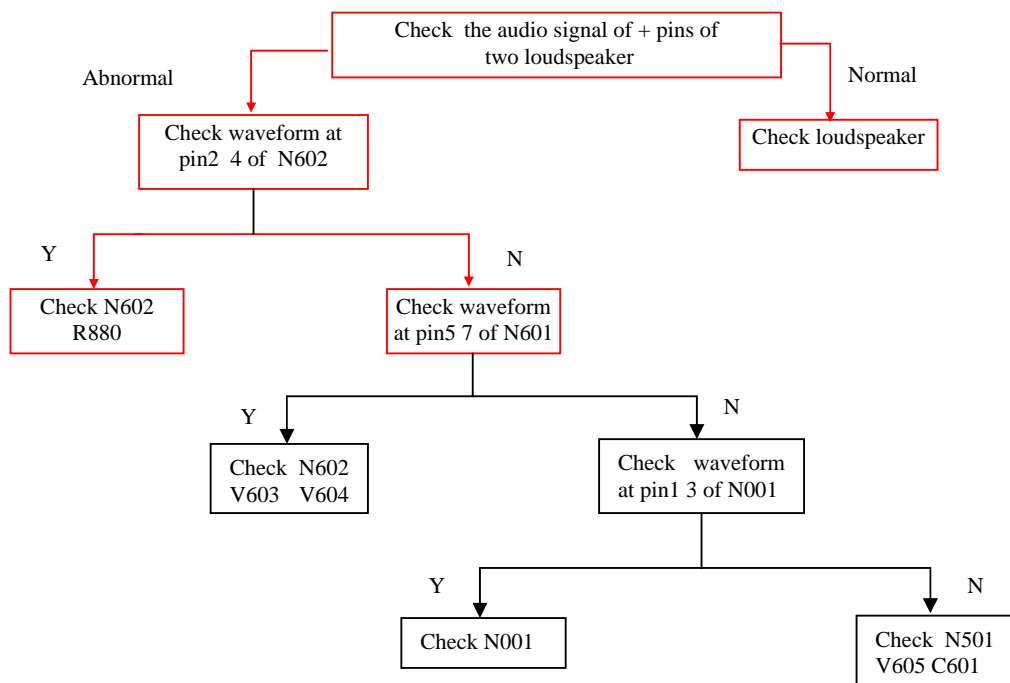 Check the audio signal of + pins of
two loudspeaker
Abnormal
Normal
Check waveform at
pin2 4 of N602
Check loudspeaker
Y
N
Check N602
R880
Check waveform
at pin5 7 of N601
Y
N
Check N602
V603 V604
Check waveform
at pin1 3 of N001
Y
N
Check N001
Check N501
V605 C601